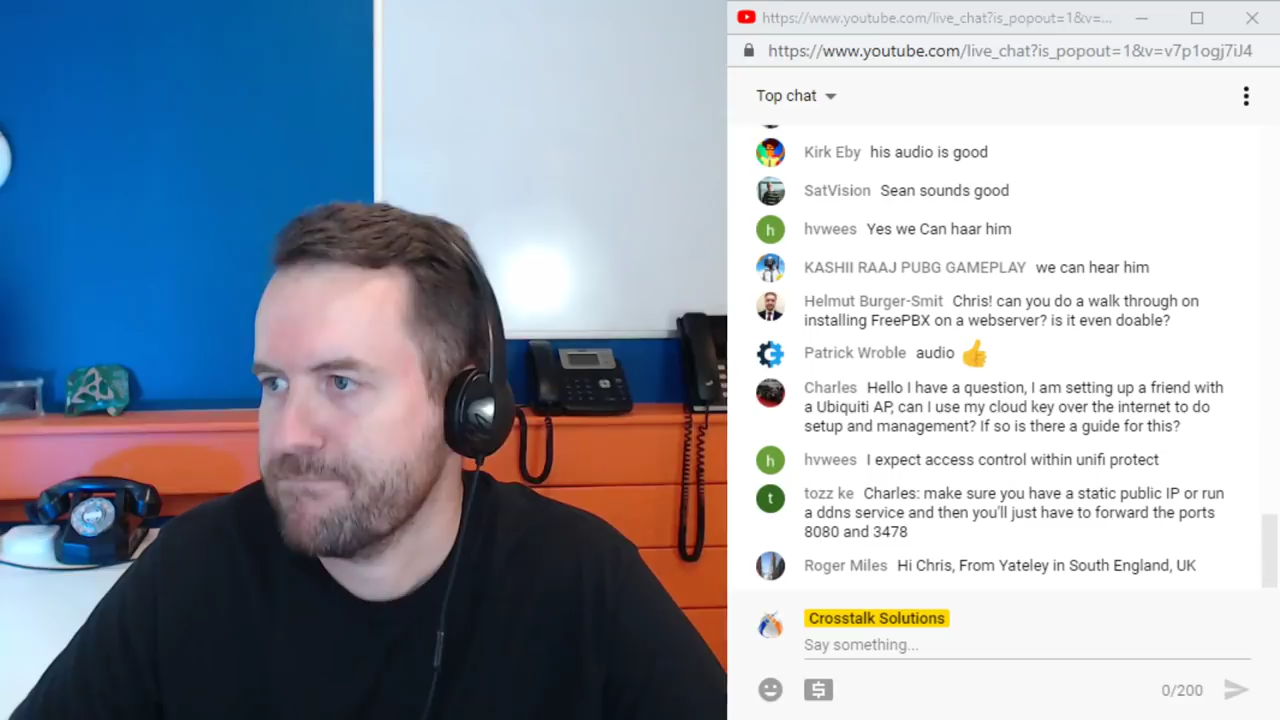 https://www.youtube.com/live_chat?is_popout=1&v=...
https://www.youtube.com/live_chat?is_popout=1&v=v7p1ogj7iJ4
Top chat
Kirk Eby his audio is good
SatVision Sean sounds good
h hvwees Yes we Can haar him
KASHII RAAJ PUBG GAMEPLAY we can hear him
Helmut Burger-Smit Chris! can you do a walk through on
installing FreePBX on a webserver? is it even doable?
Patrick Wroble audio 👍
Charles Hello I have a question, I am setting up a friend with
a Ubiquiti AP, can I use my cloud key over the internet to do
setup and management? If so is there a guide for this?
h hvwees I expect access control within unifi protect
t tozz ke Charles: make sure you have a static public IP or run
a ddns service and then you'll just have to forward the ports
8080 and 3478
Roger Miles Hi Chris, From Yateley in South England, UK
Crosstalk Solutions
Say something...
0/200